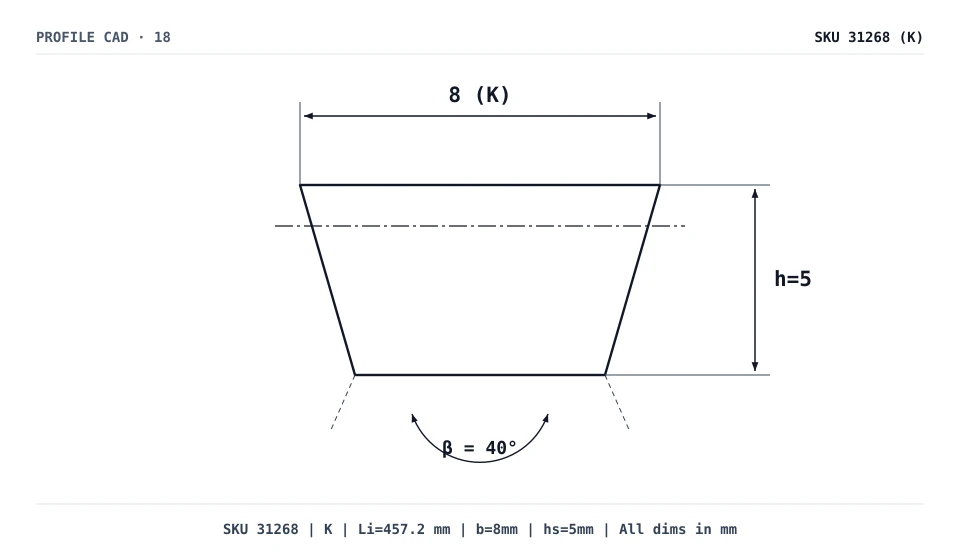 PROFILE CAD · 18
SKU 31268 (K)
8 (K)
h=5
β = 40°
SKU 31268 | K | Li=457.2 mm | b=8mm | hs=5mm | All dims in mm